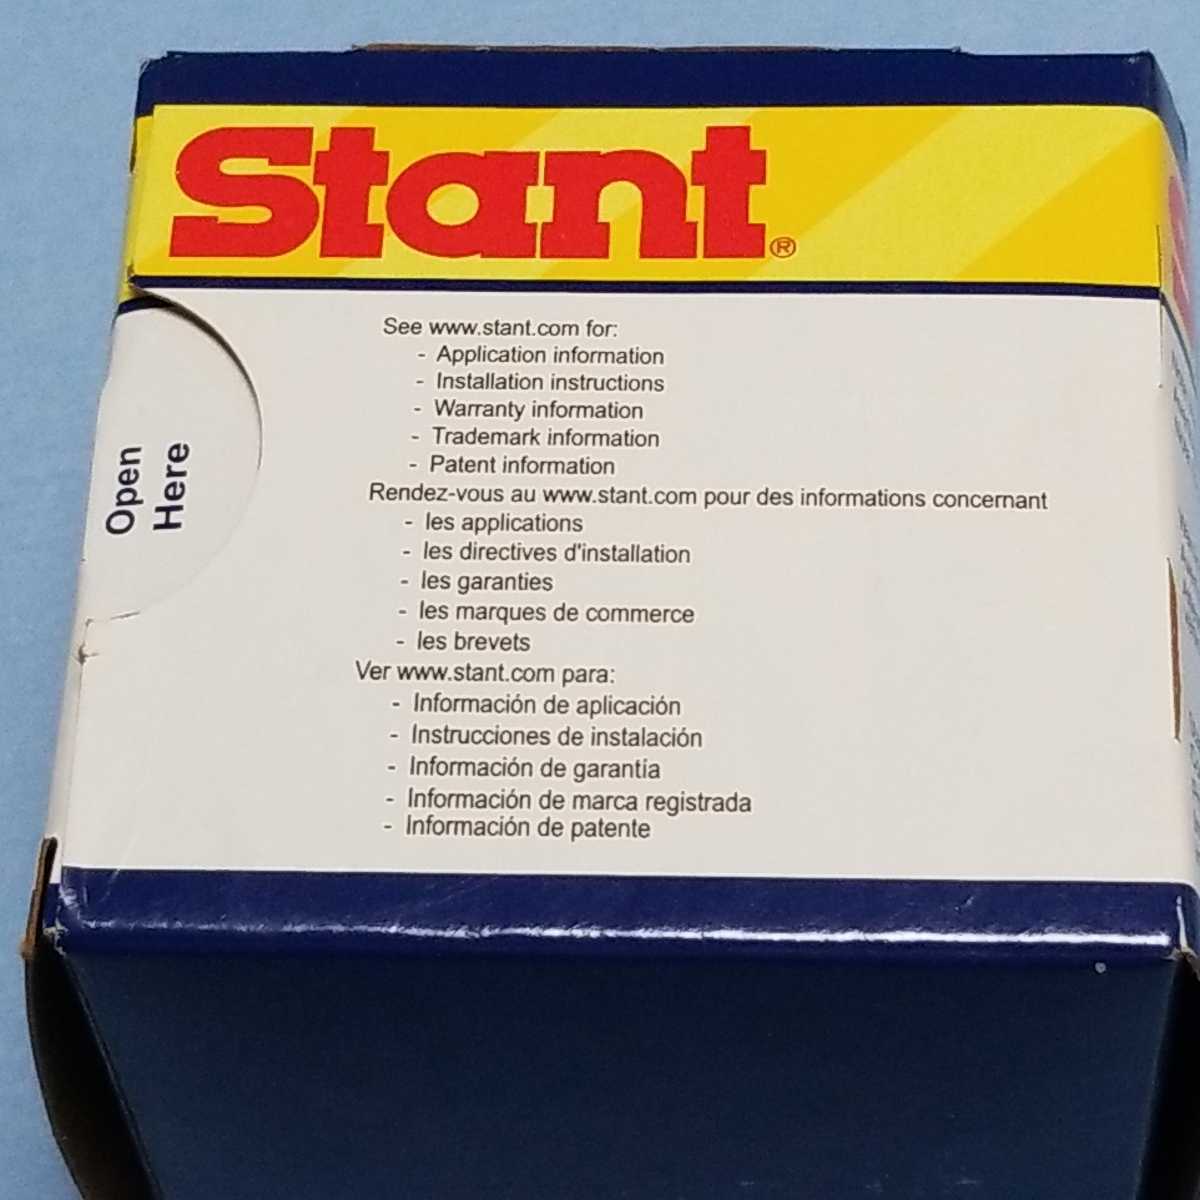 Stant®
See www.stant.com for:
- Application information
- Installation instructions
- Warranty information
- Trademark information
- Patent information
Rendez-vous au www.stant.com pour des informations concernant
- les applications
- les directives d'installation
- les garanties
- les marques de commerce
- les brevets
Ver www.stant.com para:
- Información de aplicación
- Instrucciones de instalación
- Información de garantía
- Información de marca registrada
- Información de patente
Open
Here